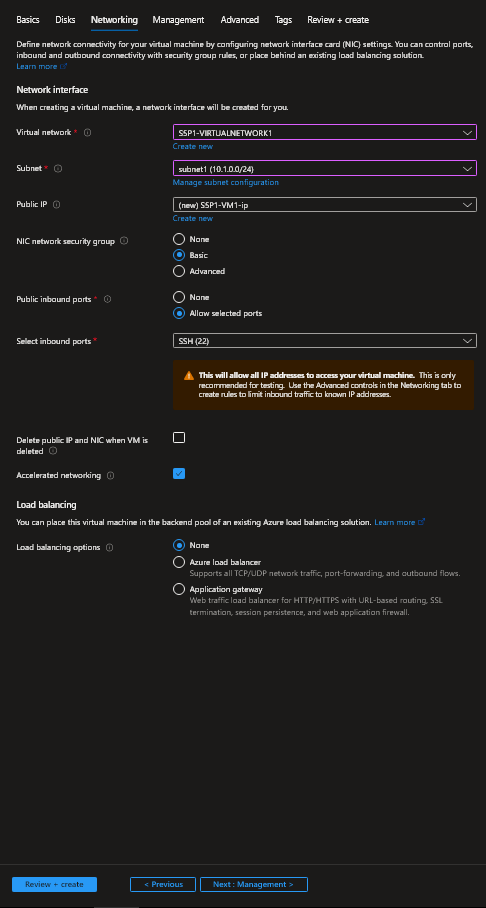 Basics Disks Networking Management Advanced Tags Review + create
Define network connectivity for your virtual machine by configuring network interface card (NIC) settings. You can control ports,
inbound and outbound connectivity with security group rules, or place behind an existing load balancing solution.
Learn more
Network interface
When creating a virtual machine, a network interface will be created for you.
Virtual network *
SSP1-VIRTUALNETWORK1
Create new
Subnet *
subnet1 (10.1.0.0/24)
Manage subnet configuration
Public IP
(new) SSP1-VM1-ip
Create new
NIC network security group
None
Basic
Advanced
Public inbound ports *
None
Allow selected ports
Select inbound ports *
SSH (22)
This will allow all IP addresses to access your virtual machine. This is only
recommended for testing. Use the Advanced controls in the Networking tab to
create rules to limit inbound traffic to known IP addresses.
Delete public IP and NIC when VM is
deleted
Accelerated networking
Load balancing
You can place this virtual machine in the backend pool of an existing Azure load balancing solution. Learn more
Load balancing options
None
Azure load balancer
Supports all TCP/UDP network traffic, port-forwarding, and outbound flows.
Application gateway
Web traffic load balancer for HTTP/HTTPS with URL-based routing, SSL
termination, session persistence, and web application firewall.
Review + create
< Previous
Next : Management >